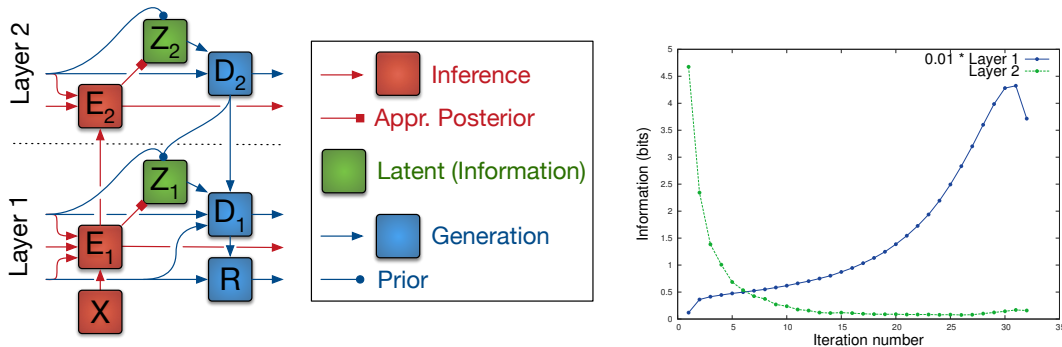 Layer 2
Z2
D2
E2
Layer 1
Z1
D1
E1
R
X
Inference
Appr. Posterior
Latent (Information)
Generation
Prior
0.01 * Layer 1
Layer 2
Information (bits)
5
4.5
4
3.5
3
2.5
2
1.5
1
0.5
0
0 5 10 15 20 25 30 35
Iteration number